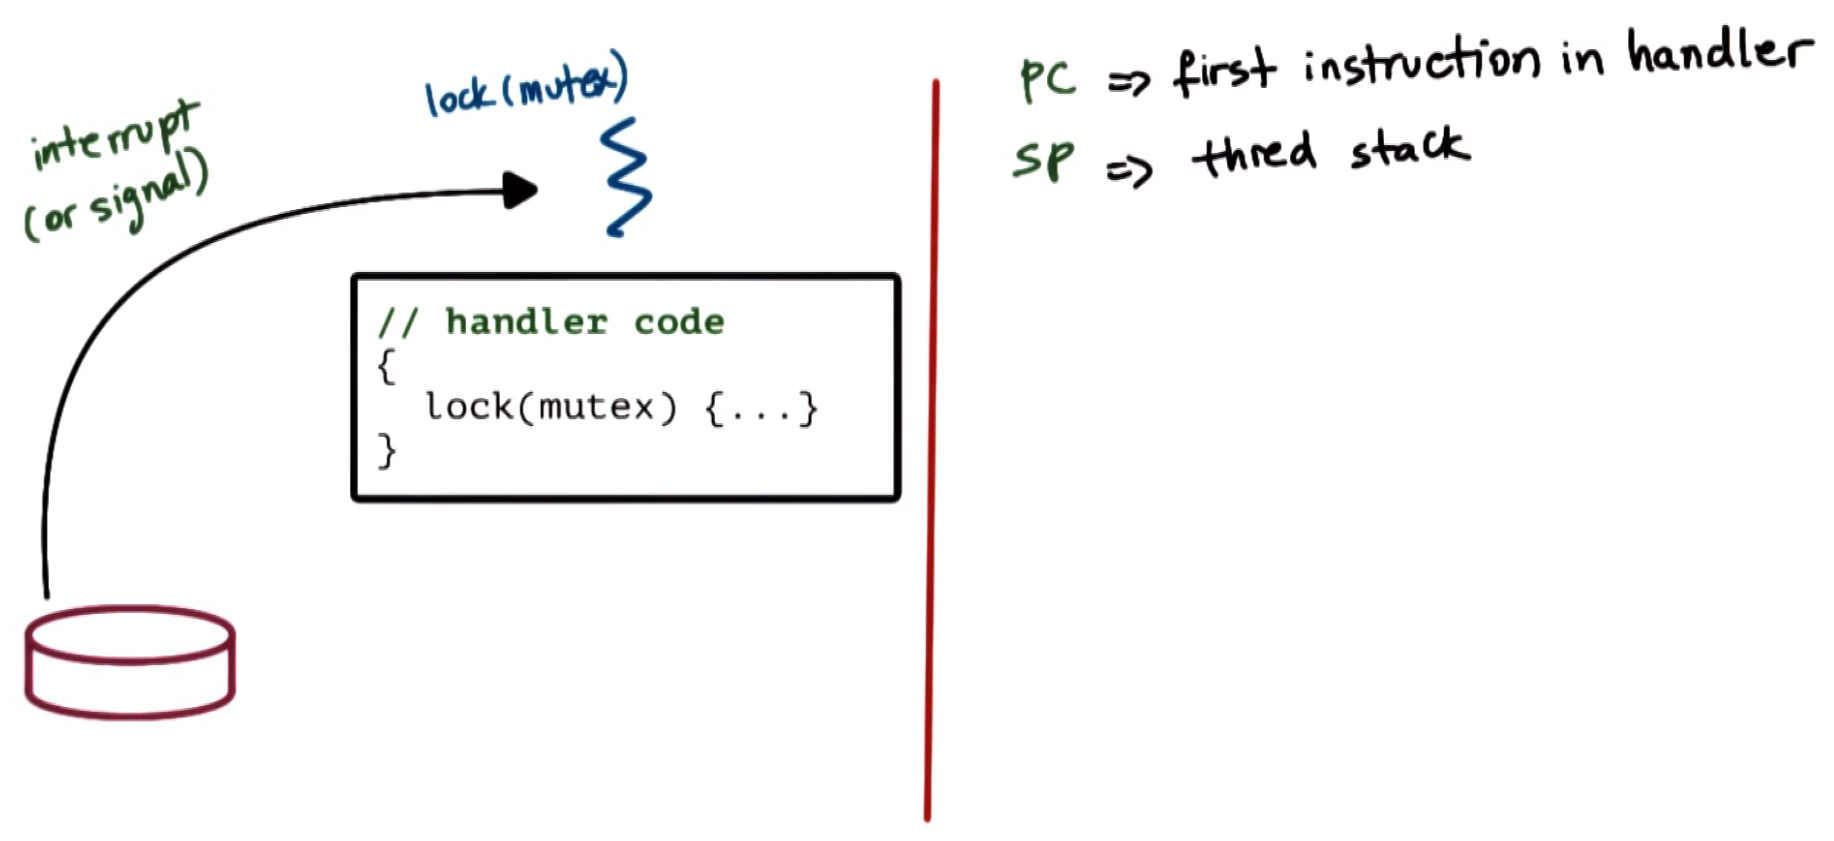 interrupt
(or signal)
lock(mutex)
// handler code
{
lock(mutex) {...}
}
PC => first instruction in handler
SP => thred stack